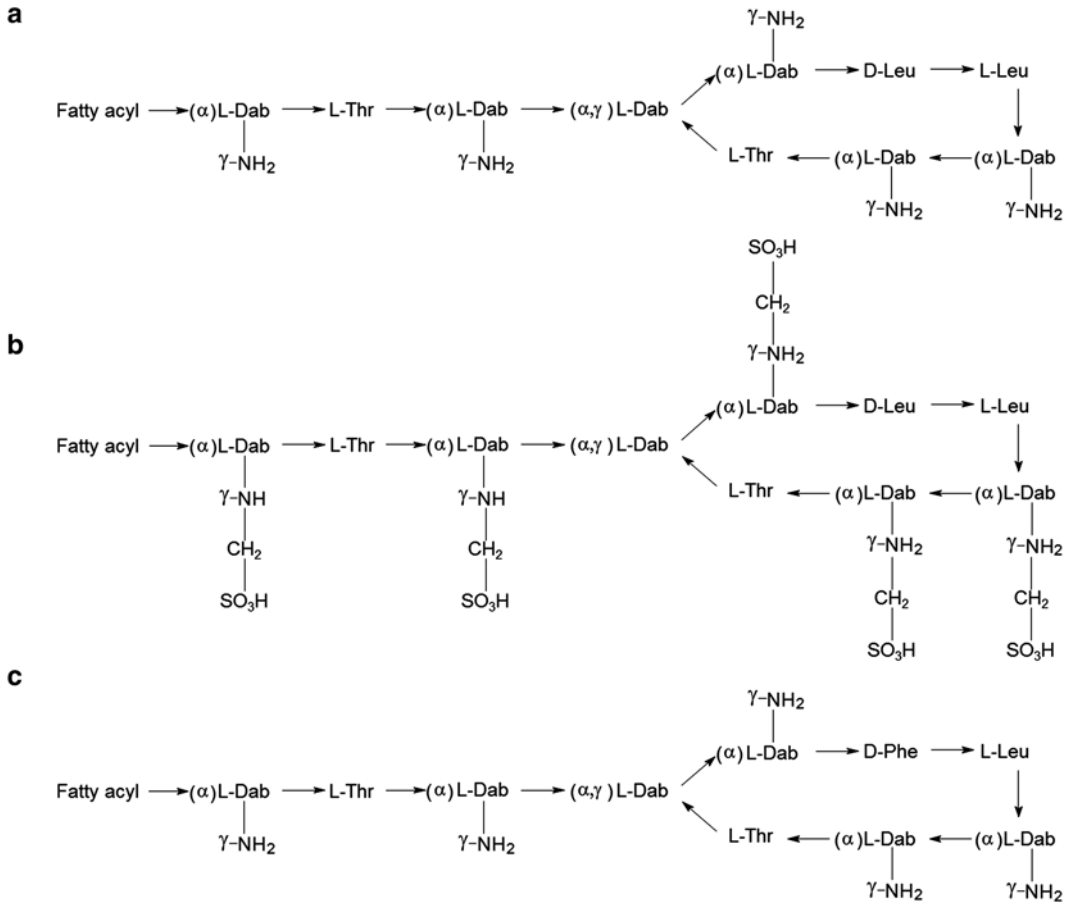 a
γ-NH2
(α) L-Dab D-Leu L-Leu
Fatty acyl (α)L-Dab L-Thr (α) L-Dab (α,γ) L-Dab
γ-NH2 γ-NH2
L-Thr (α)L-Dab (α)L-Dab
γ-NH2 γ-NH2
SO3H
CH2
b
γ-NH2
(α) L-Dab D-Leu L-Leu
Fatty acyl (α)L-Dab L-Thr (α) L-Dab (α,γ) L-Dab
γ-NH γ-NH
L-Thr (α)L-Dab (α)L-Dab
CH2 CH2
γ-NH2 γ-NH2
SO3H SO3H
CH2 CH2
SO3H SO3H
c
γ-NH2
(α) L-Dab D-Phe L-Leu
Fatty acyl (α)L-Dab L-Thr (α) L-Dab (α,γ) L-Dab
γ-NH2 γ-NH2
L-Thr (α)L-Dab (α)L-Dab
γ-NH2 γ-NH2